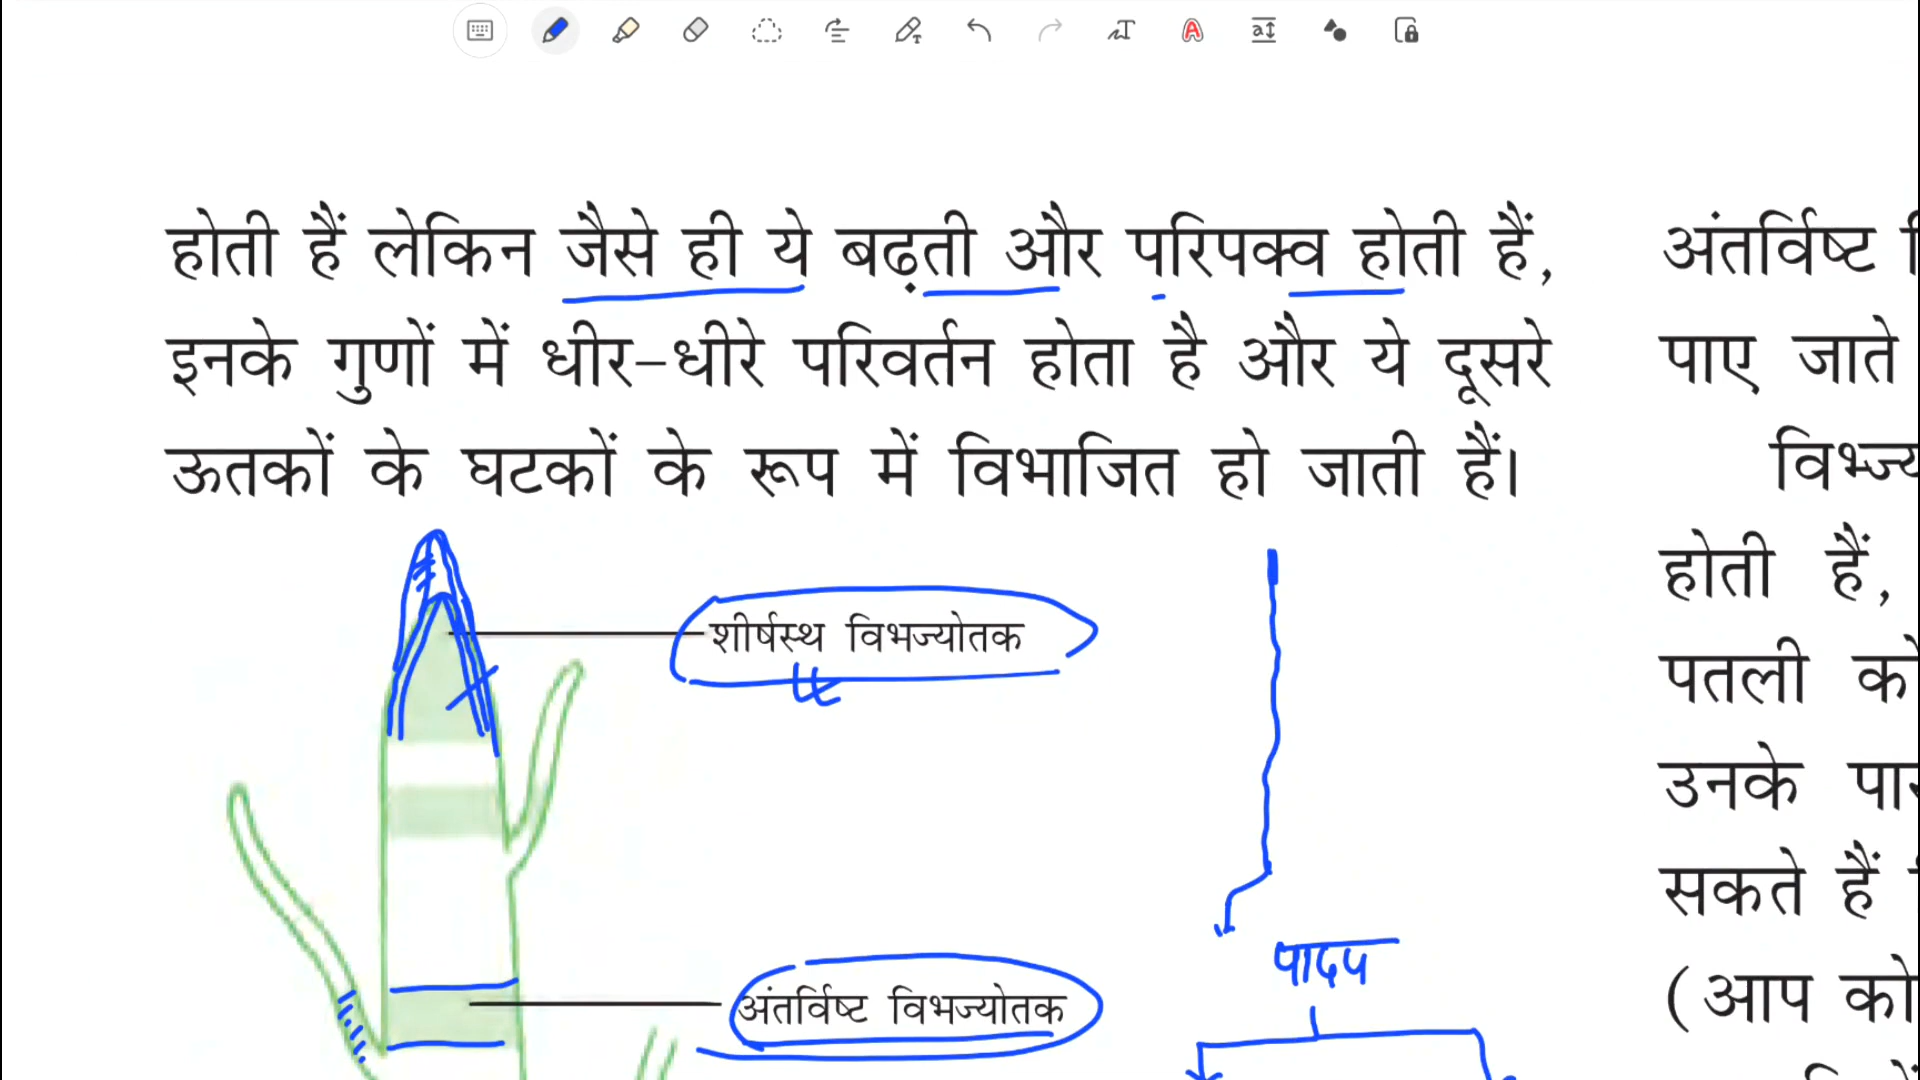 होती हैं लेकिन जैसे ही ये बढ़ती और परिपक्व होती हैं,
इनके गुणों में धीर-धीरे परिवर्तन होता है और ये दूसरे
ऊतकों के घटकों के रूप में विभाजित हो जाती हैं।
शीर्षस्थ विभज्योतक
अंतर्विष्ट विभज्योतक
पादप
अंतर्विष्ट
पाए जाते
होती हैं,
पतली
उनके
सकते हैं
(आप